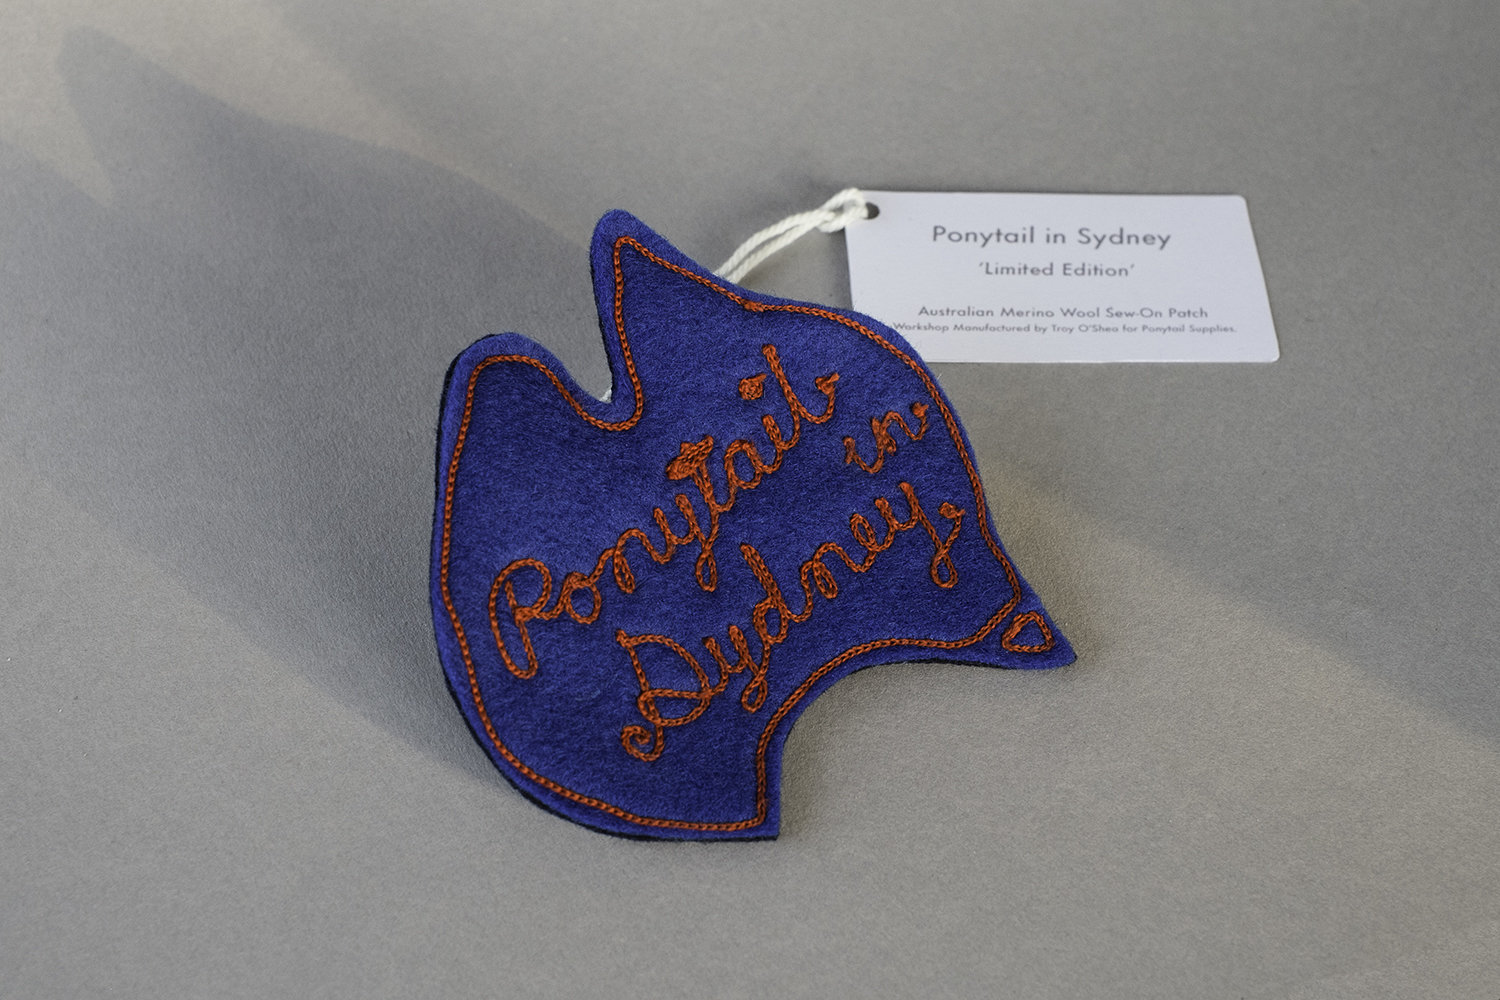 Ponytail
in
Sydney
Ponytail in Sydney
‘Limited Edition’
Australian Merino Wool Sew-On Patch
Workshop Manufactured by Troy O'Shea for Ponytail Supplies.